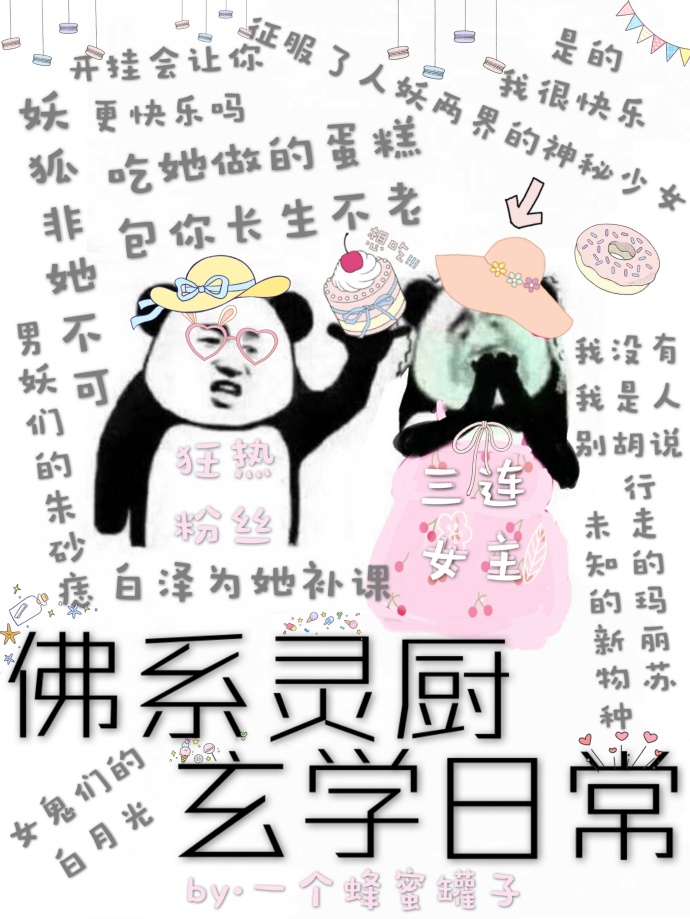 开挂会让你
更快乐吗
征服了人妖两界的神秘少女
是的
我很快乐
妖狐非她不可
吃她做的蛋糕
包你长生不老
想吃!!!
男妖们的朱砂痣
狂热
粉丝
三连
女主
我没有
我是人
别胡说
行走的玛丽苏
未知的新物种
白泽为她补课
佛系灵厨
玄学日常
女鬼们的
白月光
by·一个蜂蜜罐子